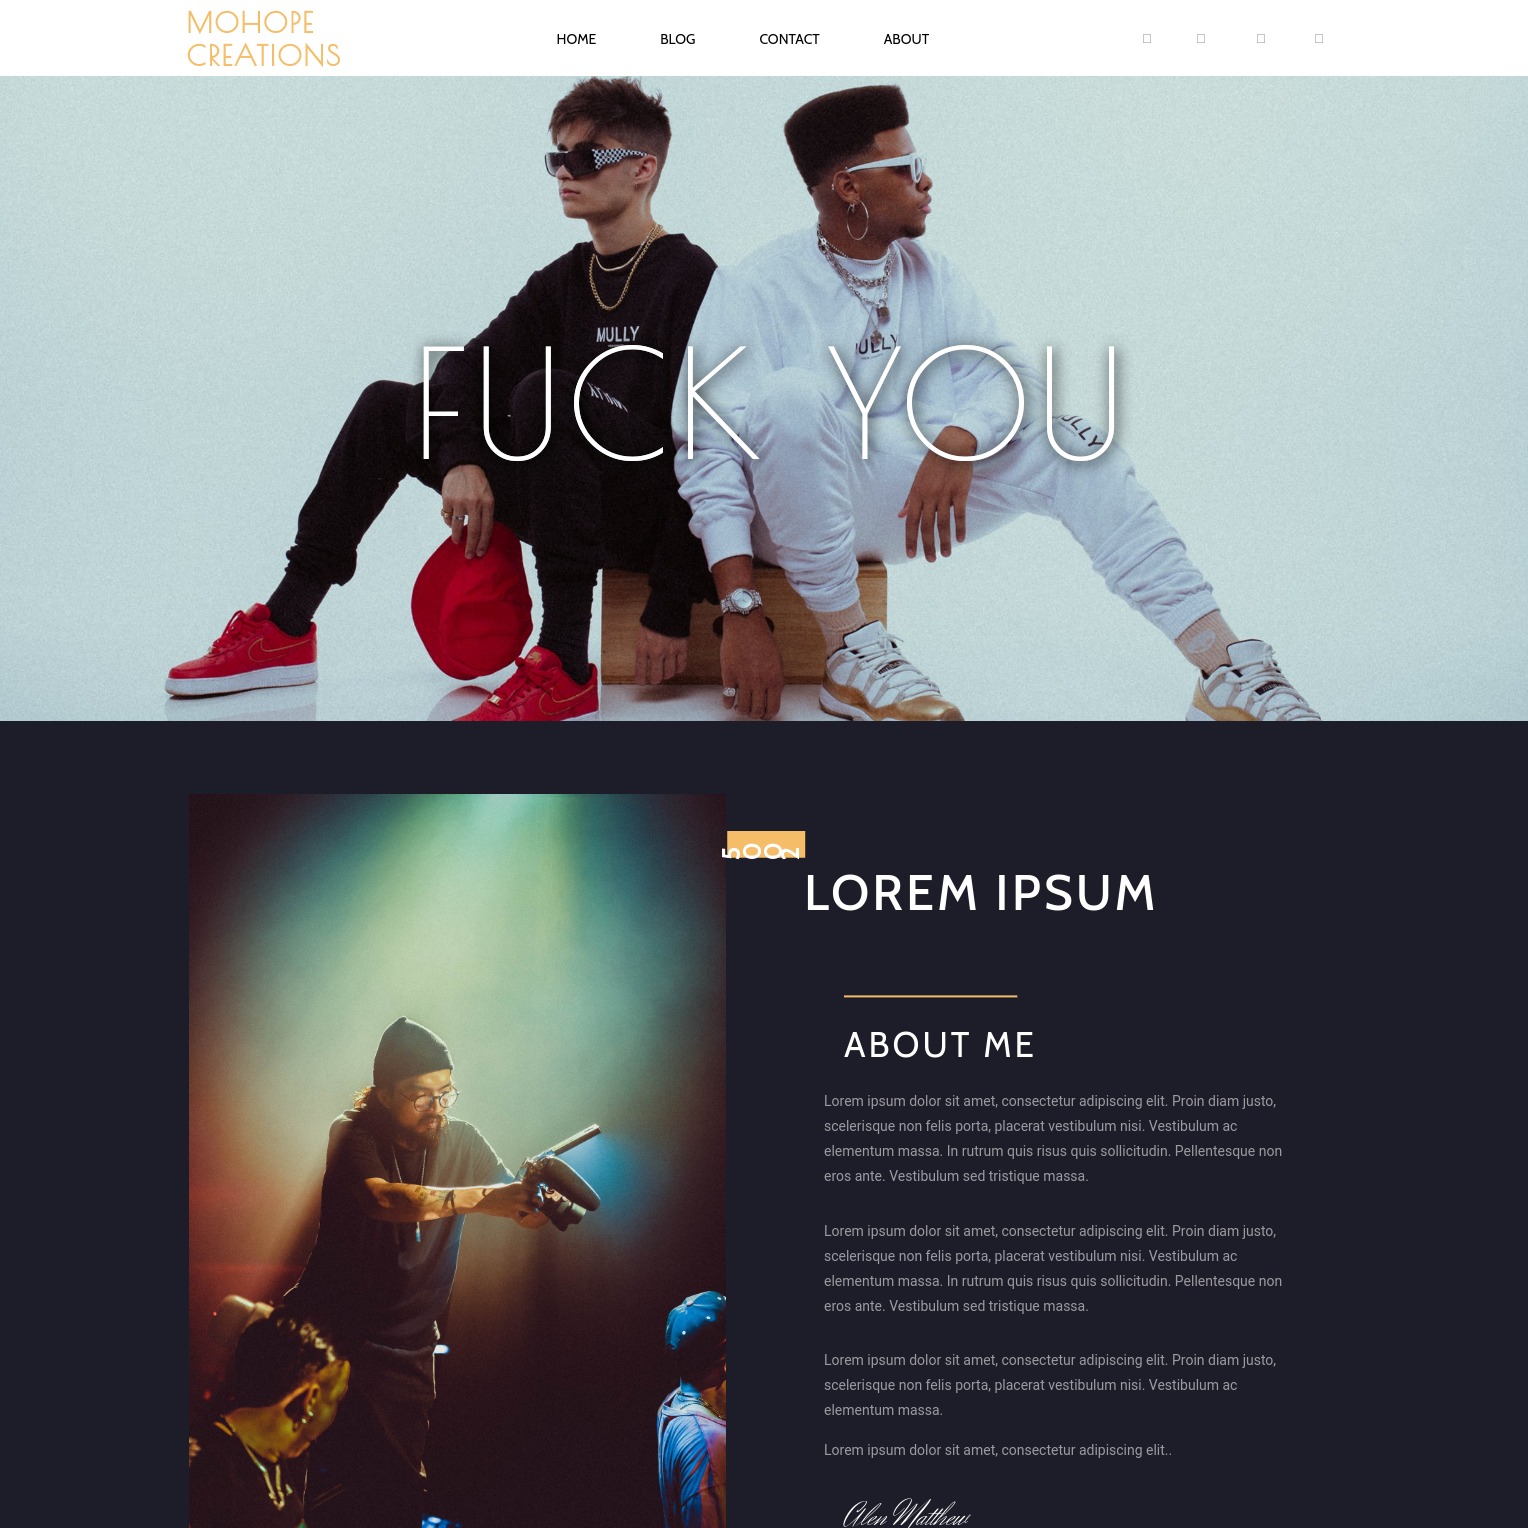 MOHOPE
CREATIONS
HOME BLOG CONTACT ABOUT
MULLY
MULLY
FUCK YOU
2005
LOREM IPSUM
ABOUT ME
Lorem ipsum dolor sit amet, consectetur adipiscing elit. Proin diam justo,
scelerisque non felis porta, placerat vestibulum nisi. Vestibulum ac
elementum massa. In rutrum quis risus quis sollicitudin. Pellentesque non
eros ante. Vestibulum sed tristique massa.
Lorem ipsum dolor sit amet, consectetur adipiscing elit. Proin diam justo,
scelerisque non felis porta, placerat vestibulum nisi. Vestibulum ac
elementum massa. In rutrum quis risus quis sollicitudin. Pellentesque non
eros ante. Vestibulum sed tristique massa.
Lorem ipsum dolor sit amet, consectetur adipiscing elit. Proin diam justo,
scelerisque non felis porta, placerat vestibulum nisi. Vestibulum ac
elementum massa.
Lorem ipsum dolor sit amet, consectetur adipiscing elit..
Glen Matthew